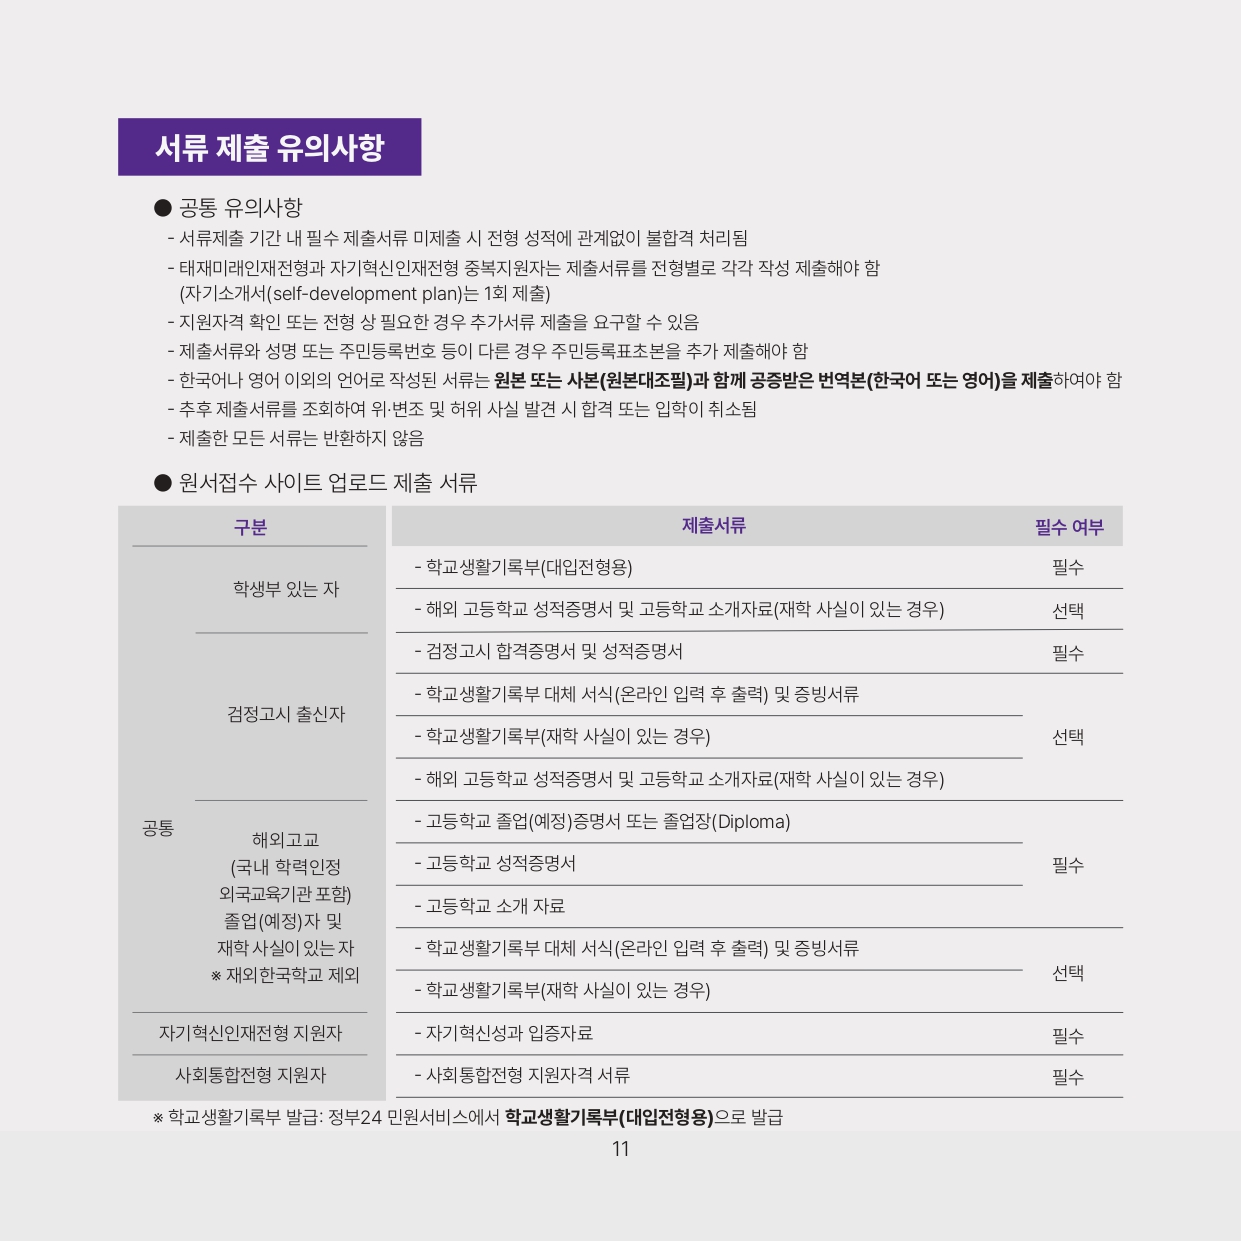 서류 제출 유의사항
● 공통 유의사항
- 서류제출 기간 내 필수 제출서류 미제출 시 전형 성적에 관계없이 불합격 처리됨
- 태재미래인재전형과 자기혁신인재전형 중복지원자는 제출서류를 전형별로 각각 작성 제출해야 함
(자기소개서(self-development plan)는 1회 제출)
- 지원자격 확인 또는 전형 상 필요한 경우 추가서류 제출을 요구할 수 있음
- 제출서류와 성명 또는 주민등록번호 등이 다른 경우 주민등록표초본을 추가 제출해야 함
- 한국어나 영어 이외의 언어로 작성된 서류는 원본 또는 사본(원본대조필)과 함께 공증받은 번역본(한국어 또는 영어)을 제출하여야 함
- 추후 제출서류를 조회하여 위·변조 및 허위 사실 발견 시 합격 또는 입학이 취소됨
- 제출한 모든 서류는 반환하지 않음
● 원서접수 사이트 업로드 제출 서류
구분 제출서류 필수 여부
공통
학생부 있는 자
- 학교생활기록부(대입전형용) 필수
- 해외 고등학교 성적증명서 및 고등학교 소개자료(재학 사실이 있는 경우) 선택
검정고시 출신자
- 검정고시 합격증명서 및 성적증명서 필수
- 학교생활기록부 대체 서식(온라인 입력 후 출력) 및 증빙서류
- 학교생활기록부(재학 사실이 있는 경우) 선택
- 해외 고등학교 성적증명서 및 고등학교 소개자료(재학 사실이 있는 경우)
해외고교
(국내 학력인정
외국교육기관 포함)
졸업(예정)자 및
재학 사실이 있는 자
※ 재외한국학교 제외
- 고등학교 졸업(예정)증명서 또는 졸업장(Diploma)
- 고등학교 성적증명서 필수
- 고등학교 소개 자료
- 학교생활기록부 대체 서식(온라인 입력 후 출력) 및 증빙서류
선택
- 학교생활기록부(재학 사실이 있는 경우)
자기혁신인재전형 지원자 - 자기혁신성과 입증자료 필수
사회통합전형 지원자 - 사회통합전형 지원자격 서류 필수
※ 학교생활기록부 발급: 정부24 민원서비스에서 학교생활기록부(대입전형용)으로 발급
11